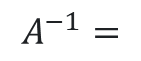 A⁻¹ =